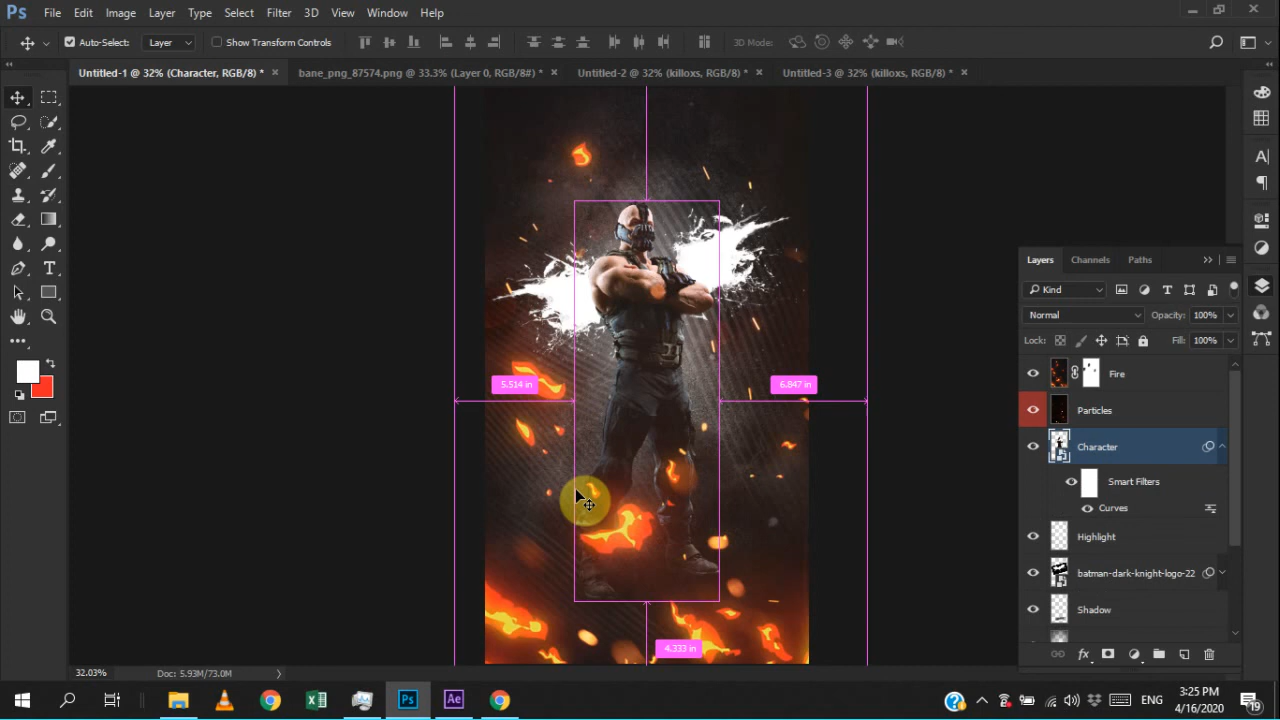 Ps File Edit Image Layer Type Select Filter 3D View Window Help
Auto-Select: Layer Show Transform Controls 3D Mode:
Untitled-1 @ 32% (Character, RGB/8) * × bane_png_87574.png @ 33.3% (Layer 0, RGB/8#) * × Untitled-2 @ 32% (killoxs, RGB/8) * × Untitled-3 @ 32% (killoxs, RGB/8) * ×
Layers Channels Paths
Kind
Normal Opacity: 100%
Lock: Fill: 100%
Fire
5.514 in 6.847 in
Particles
Character
Smart Filters
Curves
Highlight
batman-dark-knight-logo-22
Shadow
4.333 in
32.03% Doc: 5.93M/73.0M
Ps Ae ENG 3:25 PM
4/16/2020 19